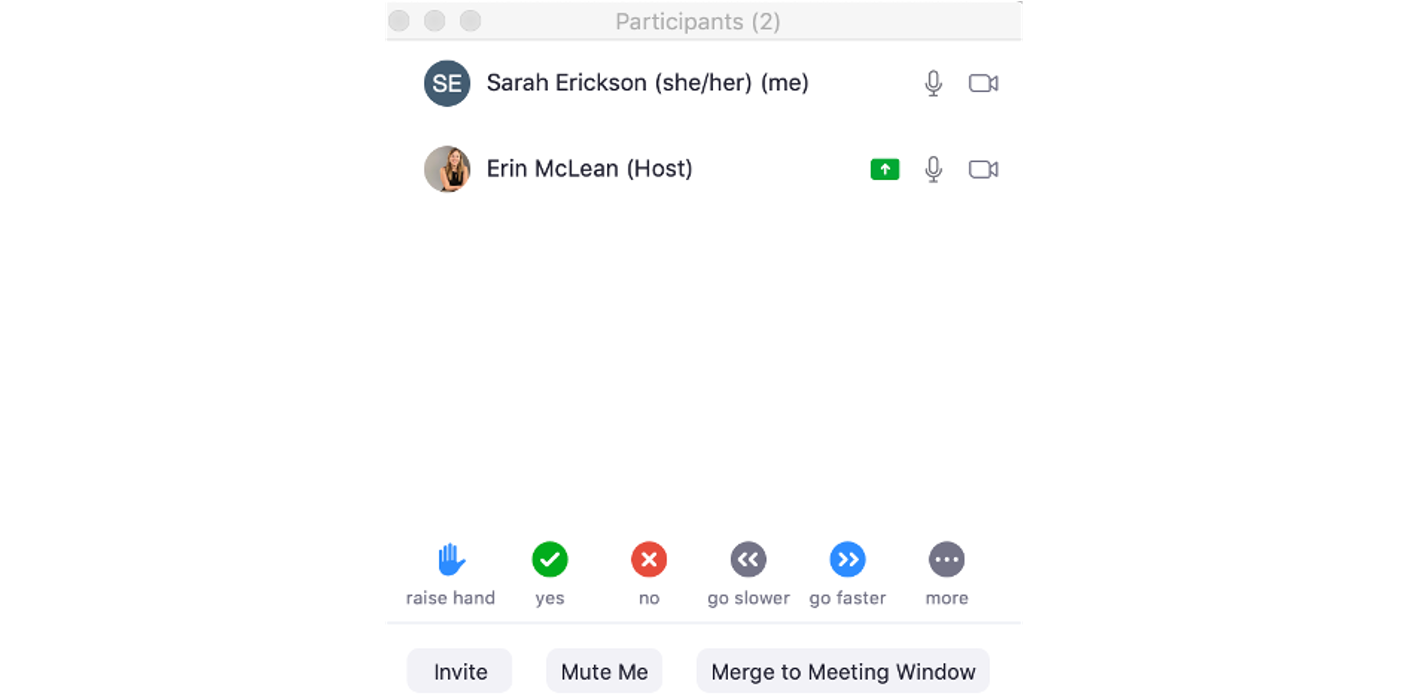 Participants (2)
SE Sarah Erickson (she/her) (me)
Erin McLean (Host)
raise hand yes no go slower go faster more
Invite Mute Me Merge to Meeting Window